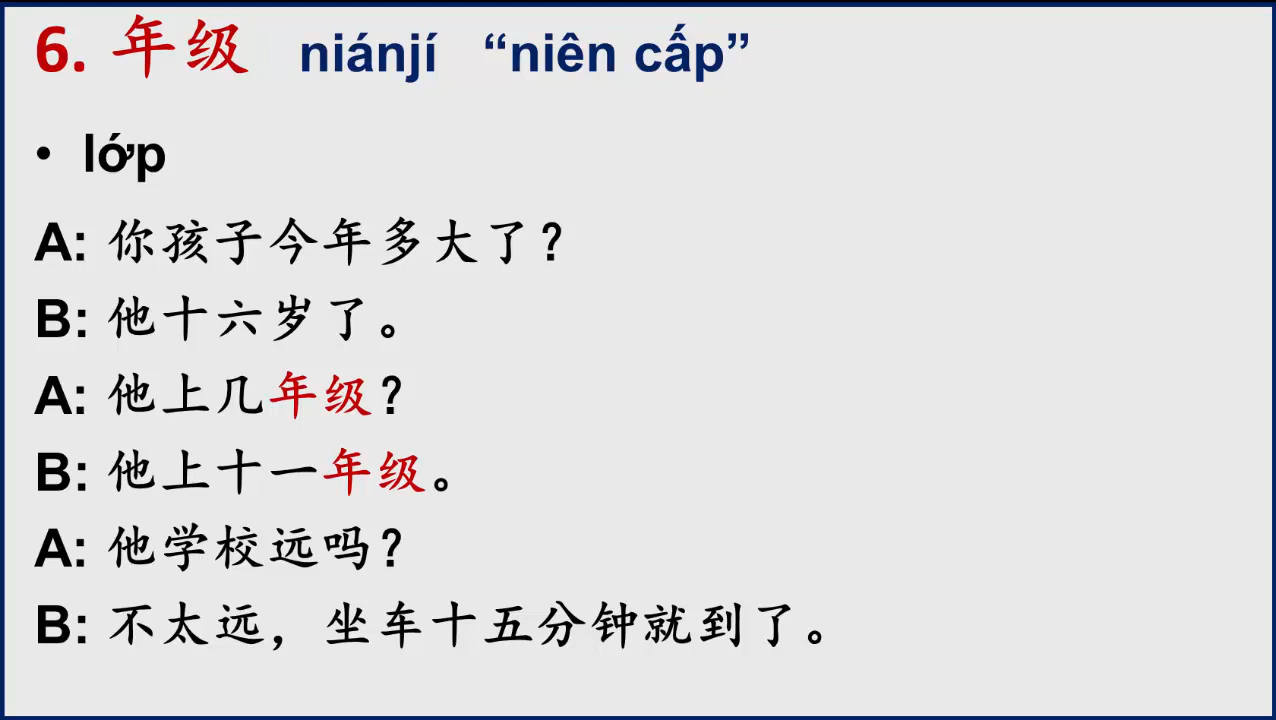 6. 年级 niánjí “niên cấp”
• lớp
A: 你孩子今年多大了?
B: 他十六岁了。
A: 他上几年级?
B: 他上十一年级。
A: 他学校远吗?
B: 不太远，坐车十五分钟就到了。